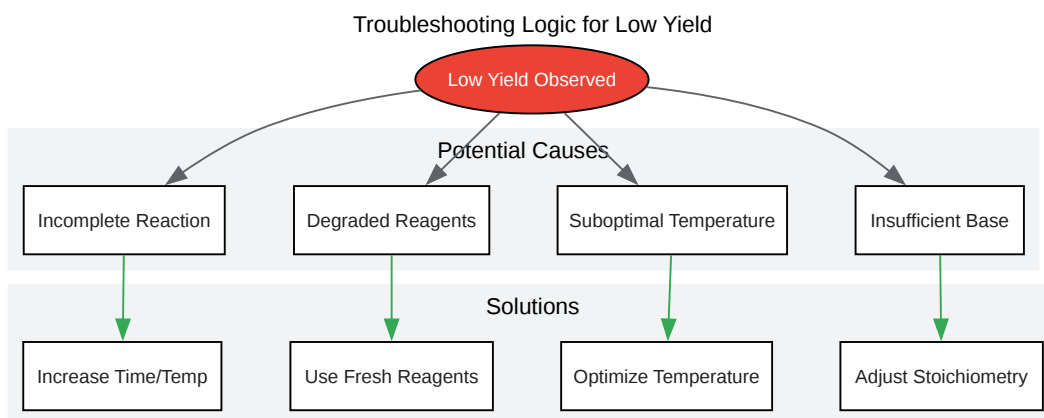 Troubleshooting Logic for Low Yield
Low Yield Observed
Potential Causes
Incomplete Reaction
Degraded Reagents
Suboptimal Temperature
Insufficient Base
Solutions
Increase Time/Temp
Use Fresh Reagents
Optimize Temperature
Adjust Stoichiometry